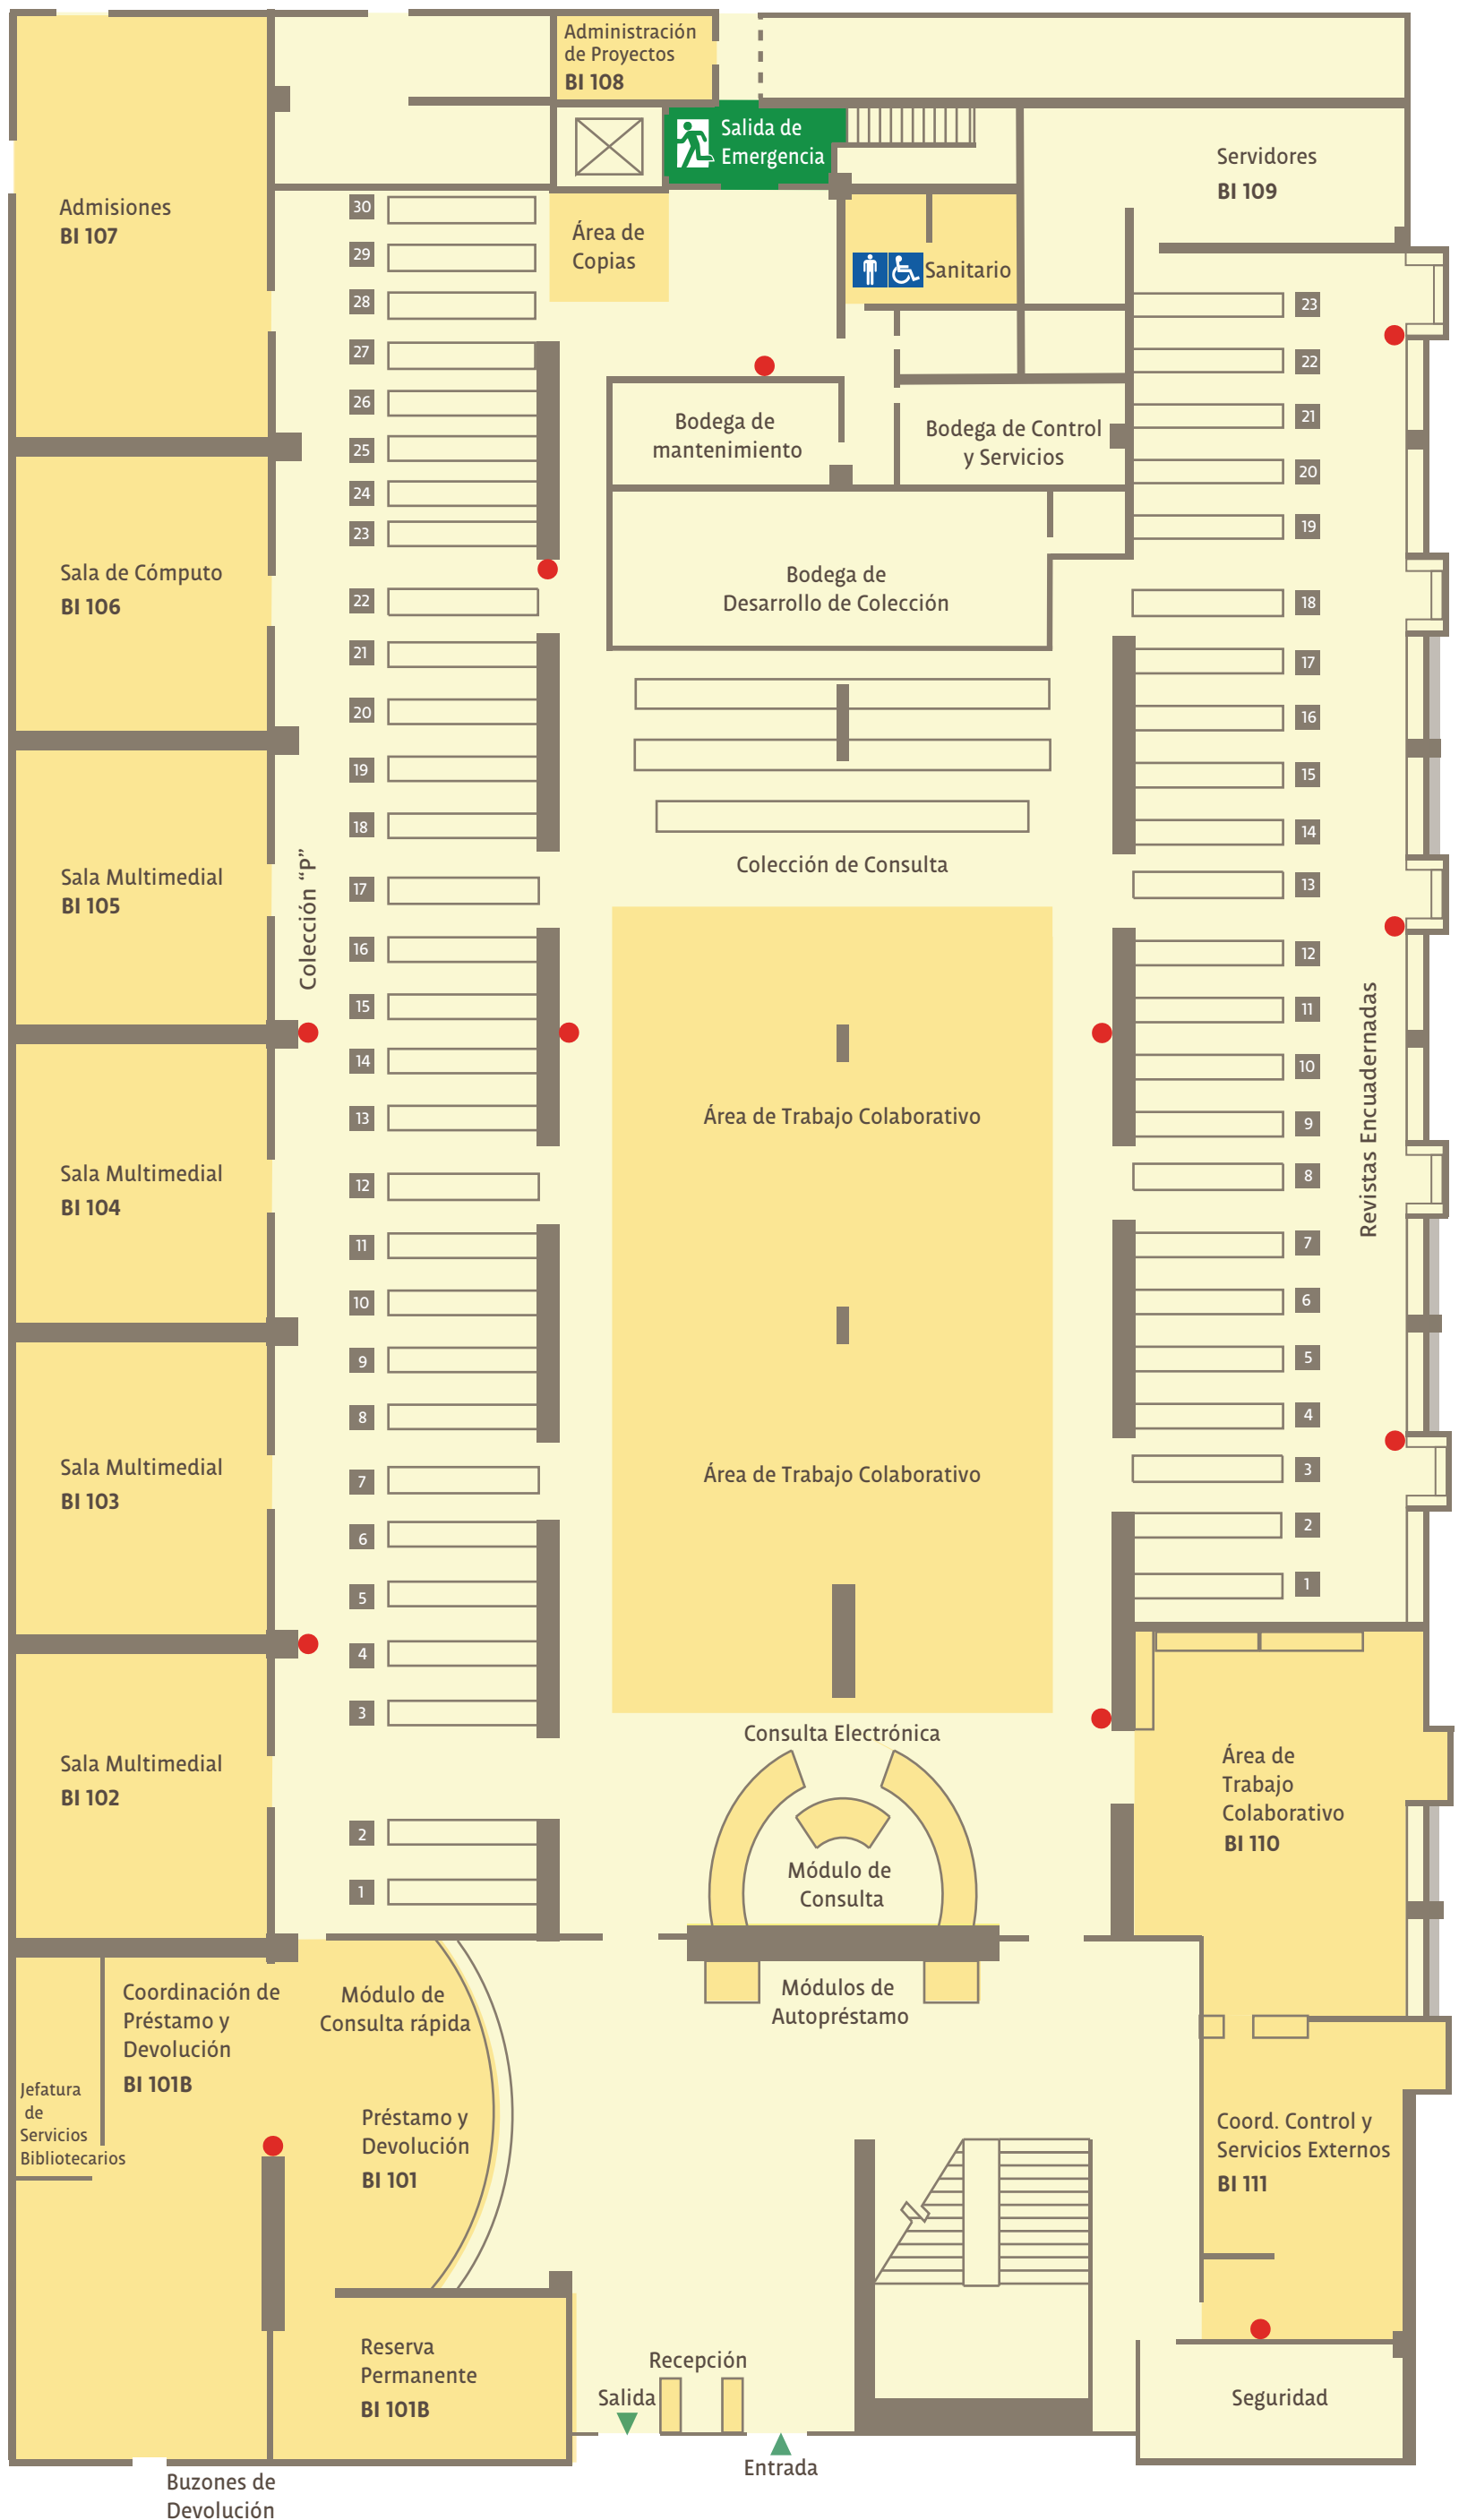 Administración
de Proyectos
BI 108
Salida de
Emergencia
Servidores
BI 109
Admisiones
BI 107
Área de
Copias
Sanitario
30
29
28
27
26
25
24
23
22
21
20
19
18
17
16
15
14
13
12
11
10
9
8
7
6
5
4
3
2
1
Colección “P”
Bodega de
mantenimiento
Bodega de Control
y Servicios
Bodega de
Desarrollo de Colección
Colección de Consulta
23
22
21
20
19
18
17
16
15
14
13
12
11
10
9
8
7
6
5
4
3
2
1
Revistas Encuadernadas
Sala de Cómputo
BI 106
Sala Multimedial
BI 105
Sala Multimedial
BI 104
Sala Multimedial
BI 103
Sala Multimedial
BI 102
Área de Trabajo Colaborativo
Área de Trabajo Colaborativo
Consulta Electrónica
Módulo de
Consulta
Módulos de
Autopréstamo
Área de
Trabajo
Colaborativo
BI 110
Coordinación de
Préstamo y
Devolución
BI 101B
Módulo de
Consulta rápida
Jefatura
de
Servicios
Bibliotecarios
Préstamo y
Devolución
BI 101
Coord. Control y
Servicios Externos
BI 111
Reserva
Permanente
BI 101B
Recepción
Salida
Seguridad
Entrada
Buzones de
Devolución